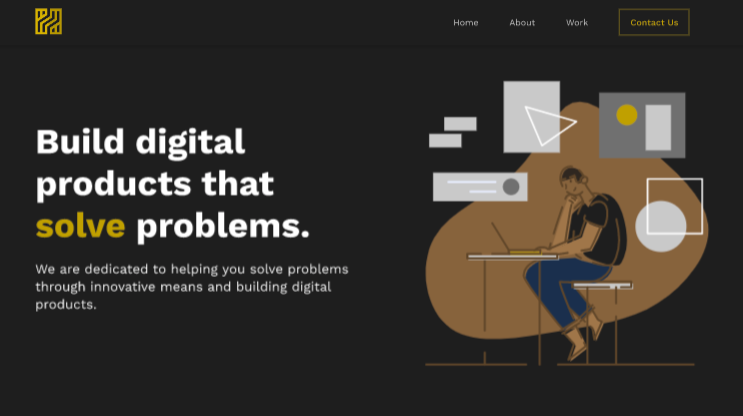 Home
About
Work
Contact Us
Build digital
products that
solve problems.
We are dedicated to helping you solve problems
through innovative means and building digital
products.